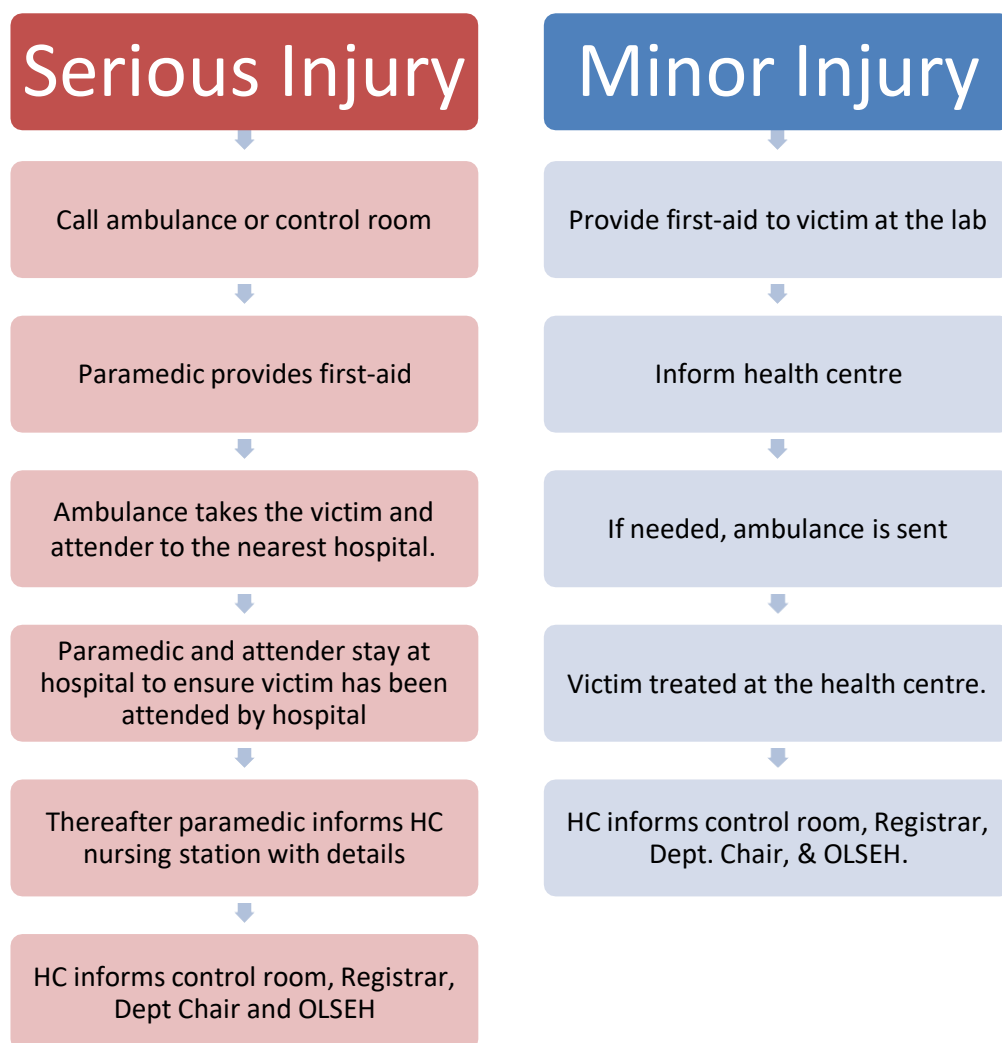 Serious Injury
Call ambulance or control room
Paramedic provides first-aid
Ambulance takes the victim and
attender to the nearest hospital.
Paramedic and attender stay at
hospital to ensure victim has been
attended by hospital
Thereafter paramedic informs HC
nursing station with details
HC informs control room, Registrar,
Dept Chair and OLSEH
Minor Injury
Provide first-aid to victim at the lab
Inform health centre
If needed, ambulance is sent
Victim treated at the health centre.
HC informs control room, Registrar,
Dept. Chair, & OLSEH.